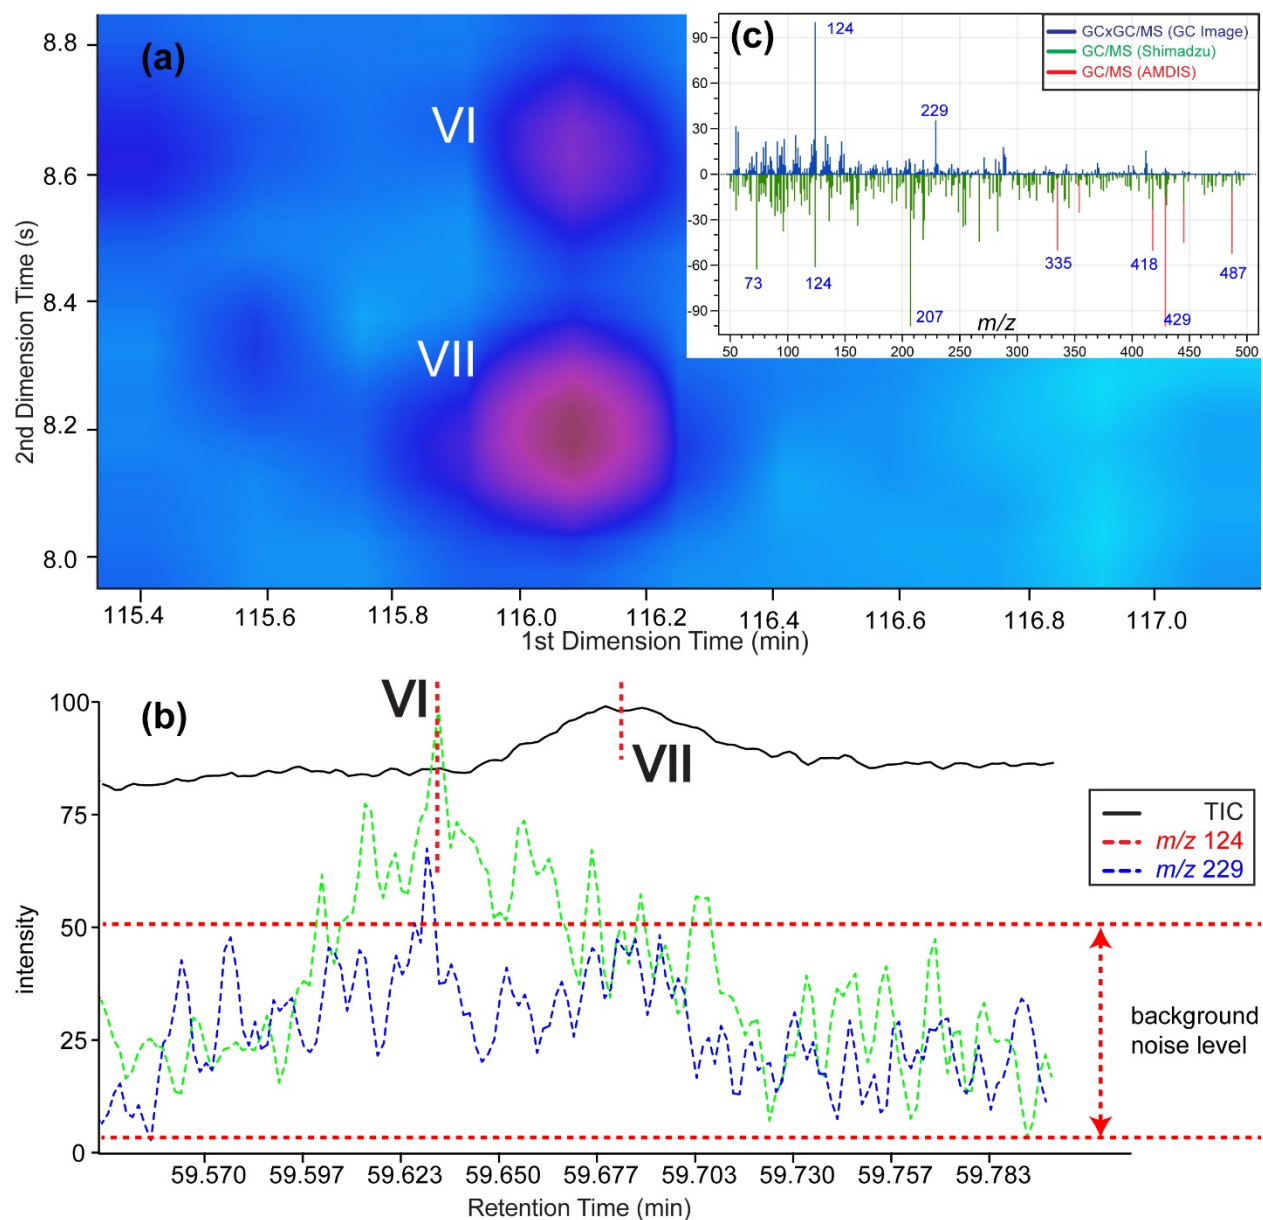 (a)
8.8
8.6
8.4
8.2
8.0
2nd Dimension Time (s)
VI
VII
115.4 115.6 115.8 116.0 116.2 116.4 116.6 116.8 117.0
1st Dimension Time (min)
(c)
GCxGC/MS (GC Image)
GC/MS (Shimadzu)
GC/MS (AMDIS)
90
60
30
0
-30
-60
-90
124
229
73
124
207
335
418
429
487
m/z
50 100 150 200 250 300 350 400 450 500
(b)
100
75
50
25
0
intensity
VI
VII
TIC
m/z 124
m/z 229
background
noise level
59.570 59.597 59.623 59.650 59.677 59.703 59.730 59.757 59.783
Retention Time (min)